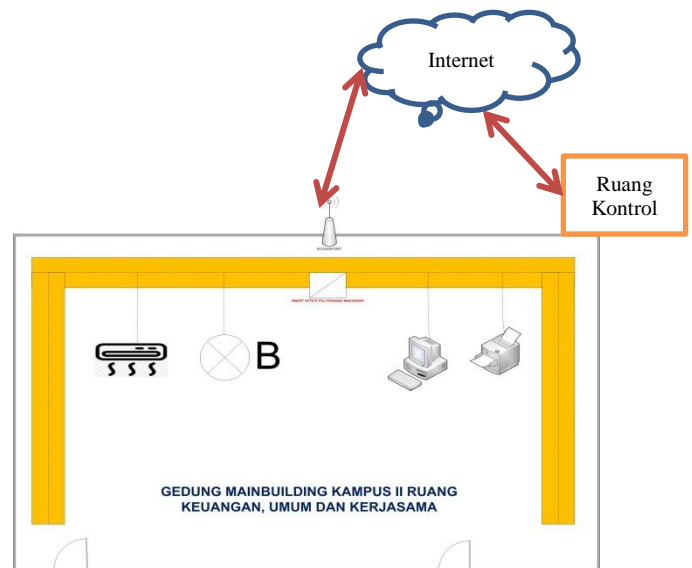 Internet
Ruang
Kontrol
B
GEDUNG MAINBUILDING KAMPUS II RUANG
KEUANGAN, UMUM DAN KERJASAMA